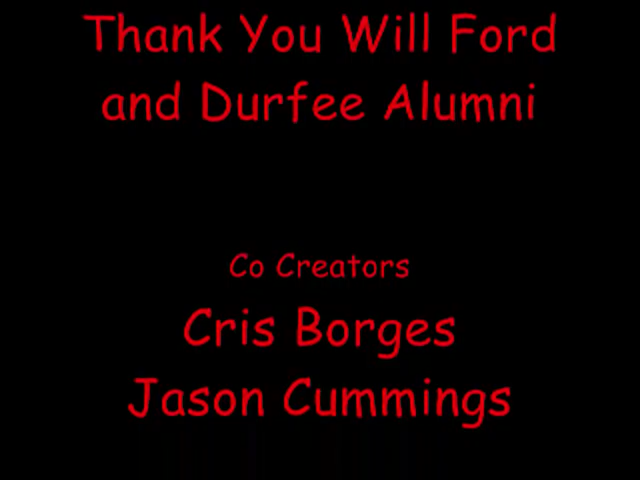 Thank You Will Ford
and Durfee Alumni
Co Creators
Cris Borges
Jason Cummings